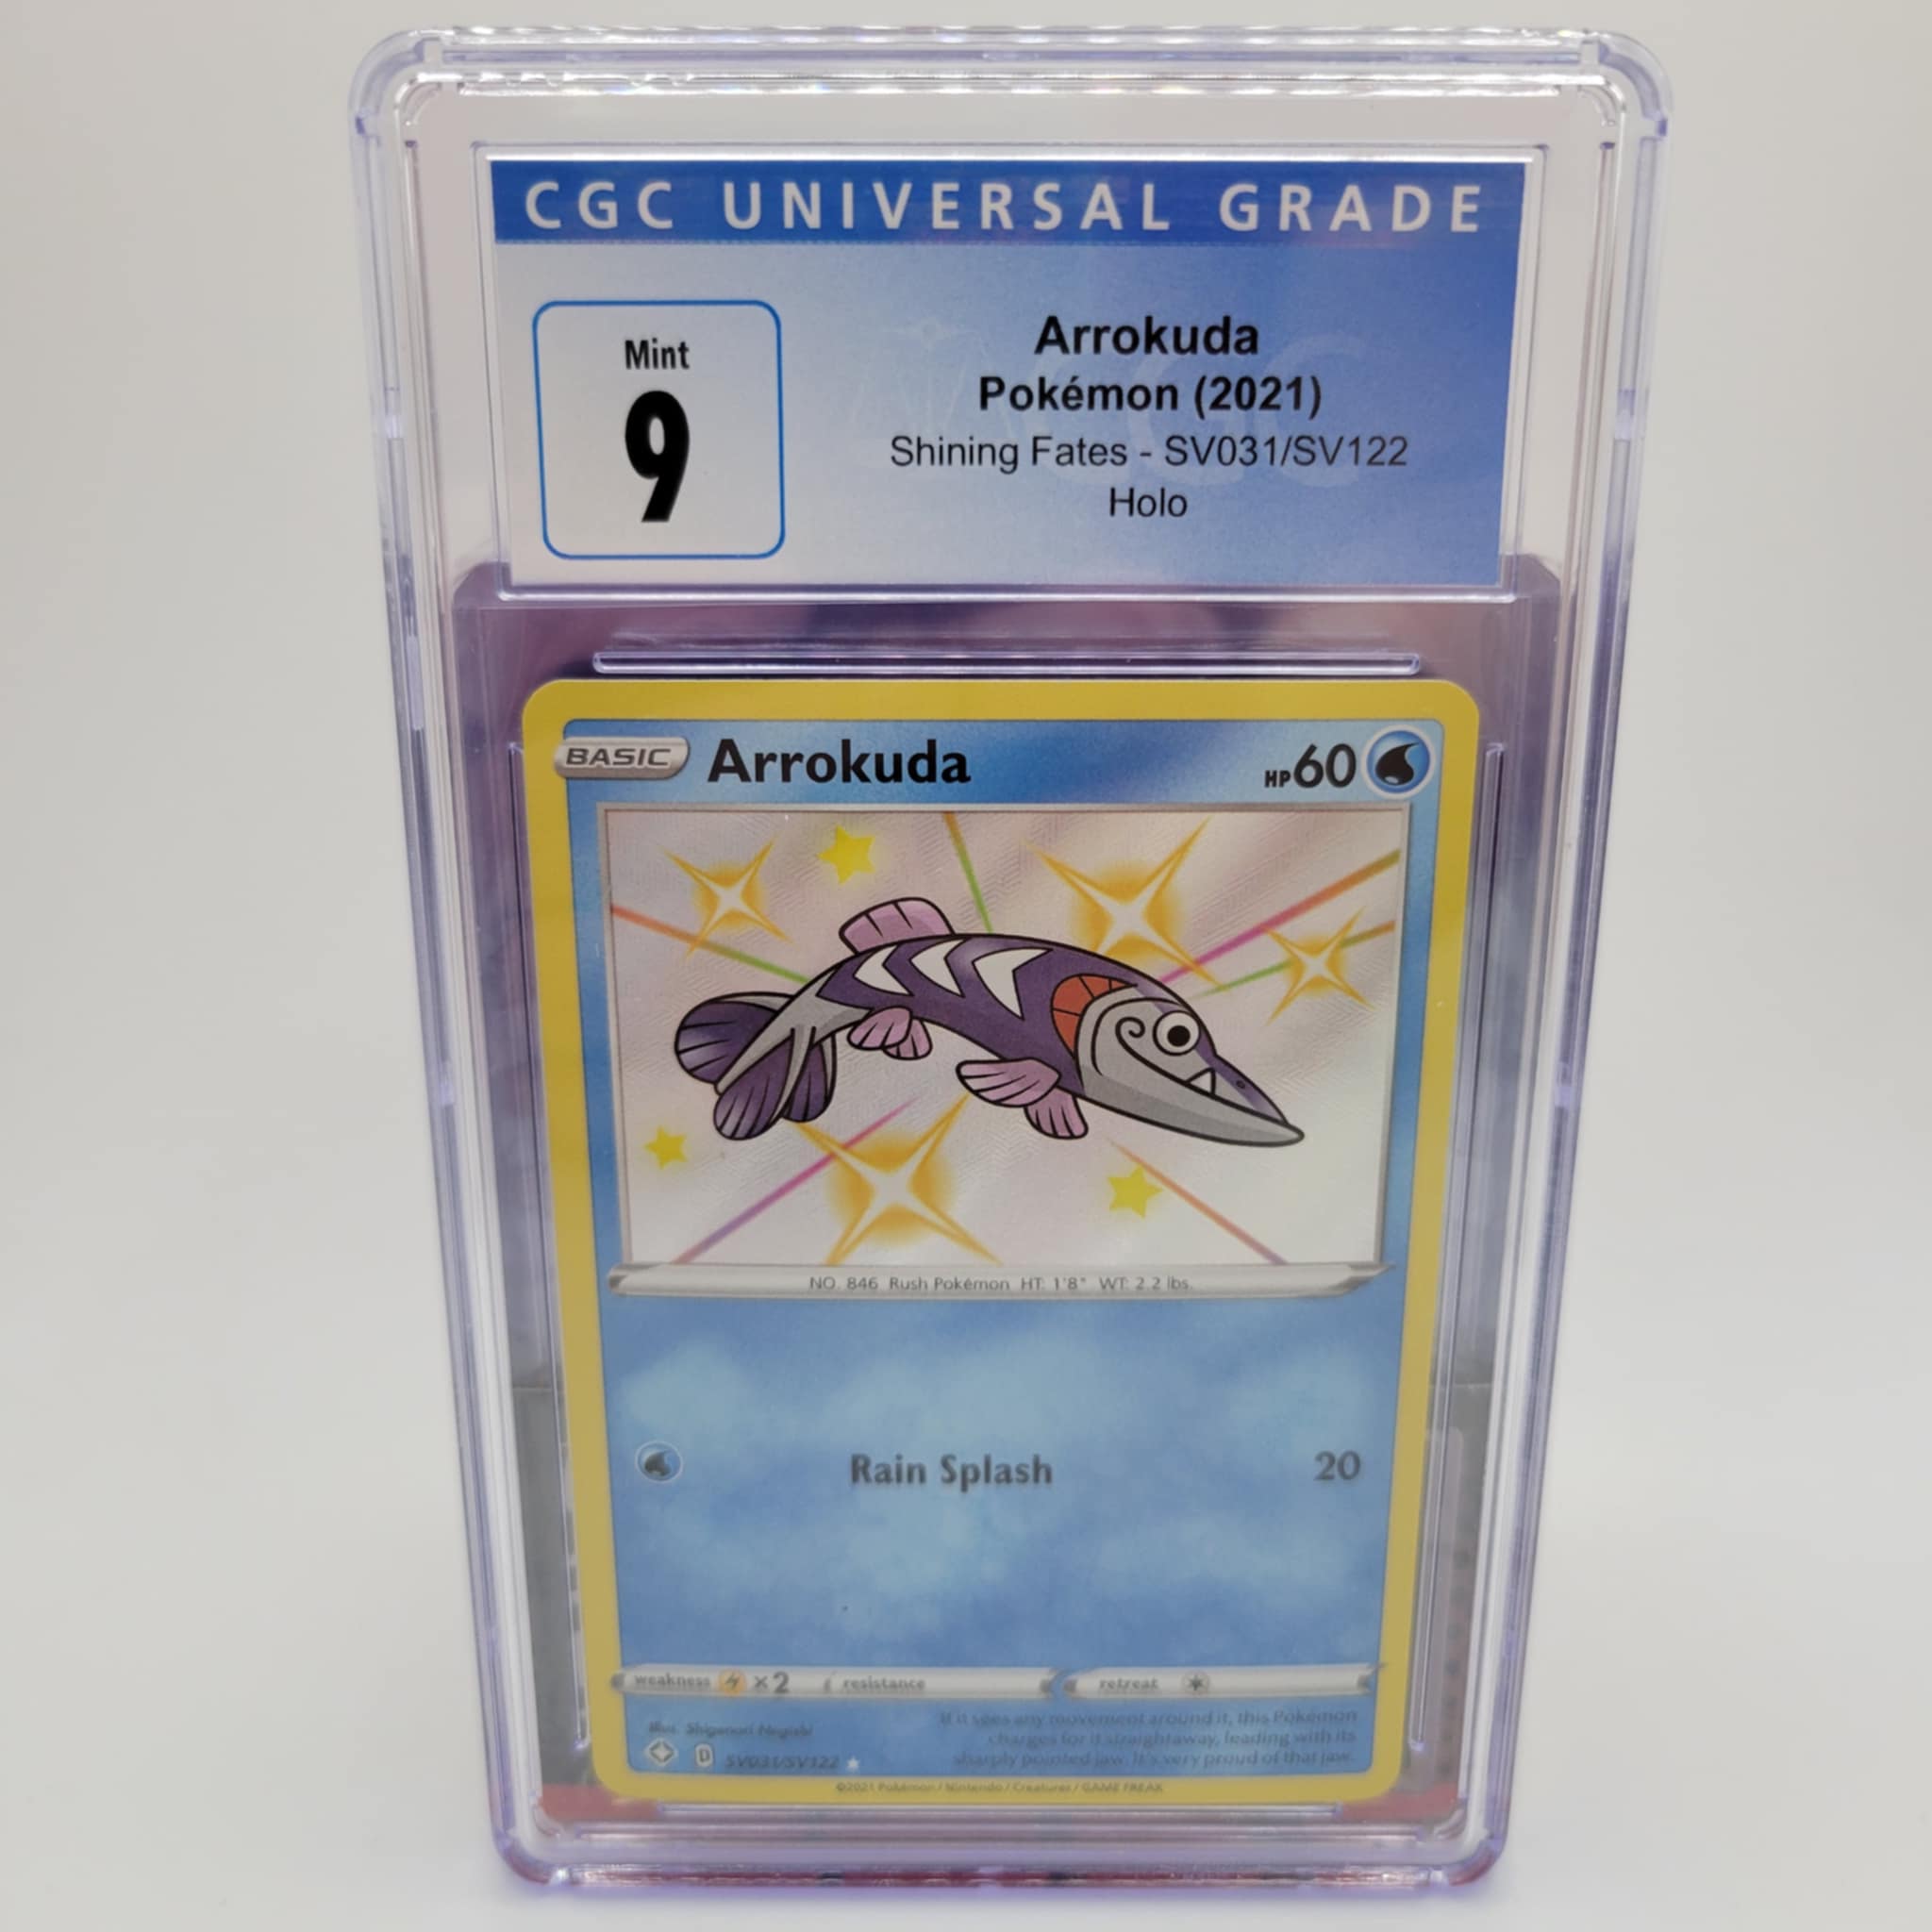 CGC UNIVERSAL GRADE
Mint
9
Arrokuda
Pokémon (2021)
Shining Fates - SV031/SV122
Holo
BASIC Arrokuda HP60
NO. 846 Rush Pokémon HT: 1'8" WT: 2.2 lbs.
Rain Splash 20
weakness ×2 resistance retreat
Illus. Shigenori Negishi
If it sees any movement around it, this Pokémon
charges for it straightaway, leading with its
sharply pointed jaw. It's very proud of that jaw.
D SV031/SV122 ★
©2021 Pokémon / Nintendo / Creatures / GAME FREAK